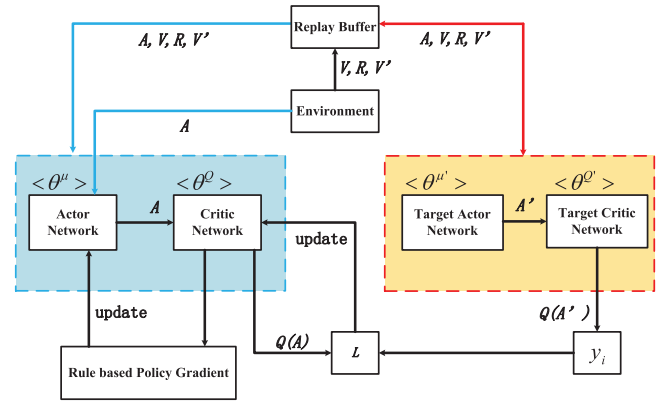 Replay Buffer
A, V, R, V'
A, V, R, V'
V, R, V'
Environment
A
<θ^μ>
<θ^Q>
<θ^μ'>
<θ^Q'>
Actor
Network
A
Critic
Network
Target Actor
Network
A'
Target Critic
Network
update
update
Q(A)
Q(A' )
L
y_i
Rule based Policy Gradient